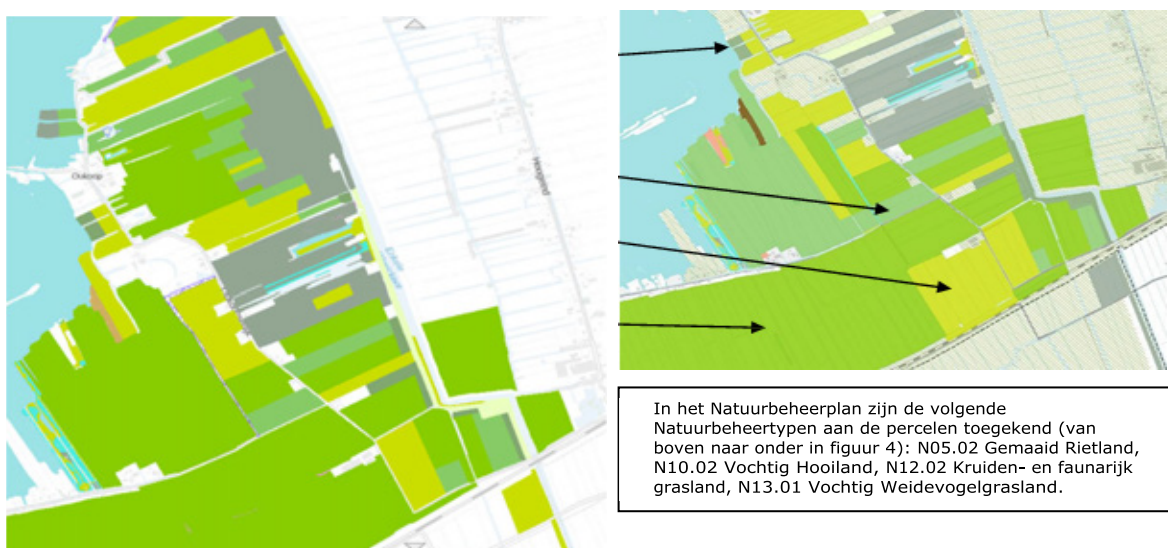 Oukoop
Hoogeind
In het Natuurbeheerplan zijn de volgende
Natuurbeheertypen aan de percelen toegekend (van
boven naar onder in figuur 4): N05.02 Gemaaid Rietland,
N10.02 Vochtig Hooiland, N12.02 Kruiden- en faunarijk
grasland, N13.01 Vochtig Weidevogelgrasland.